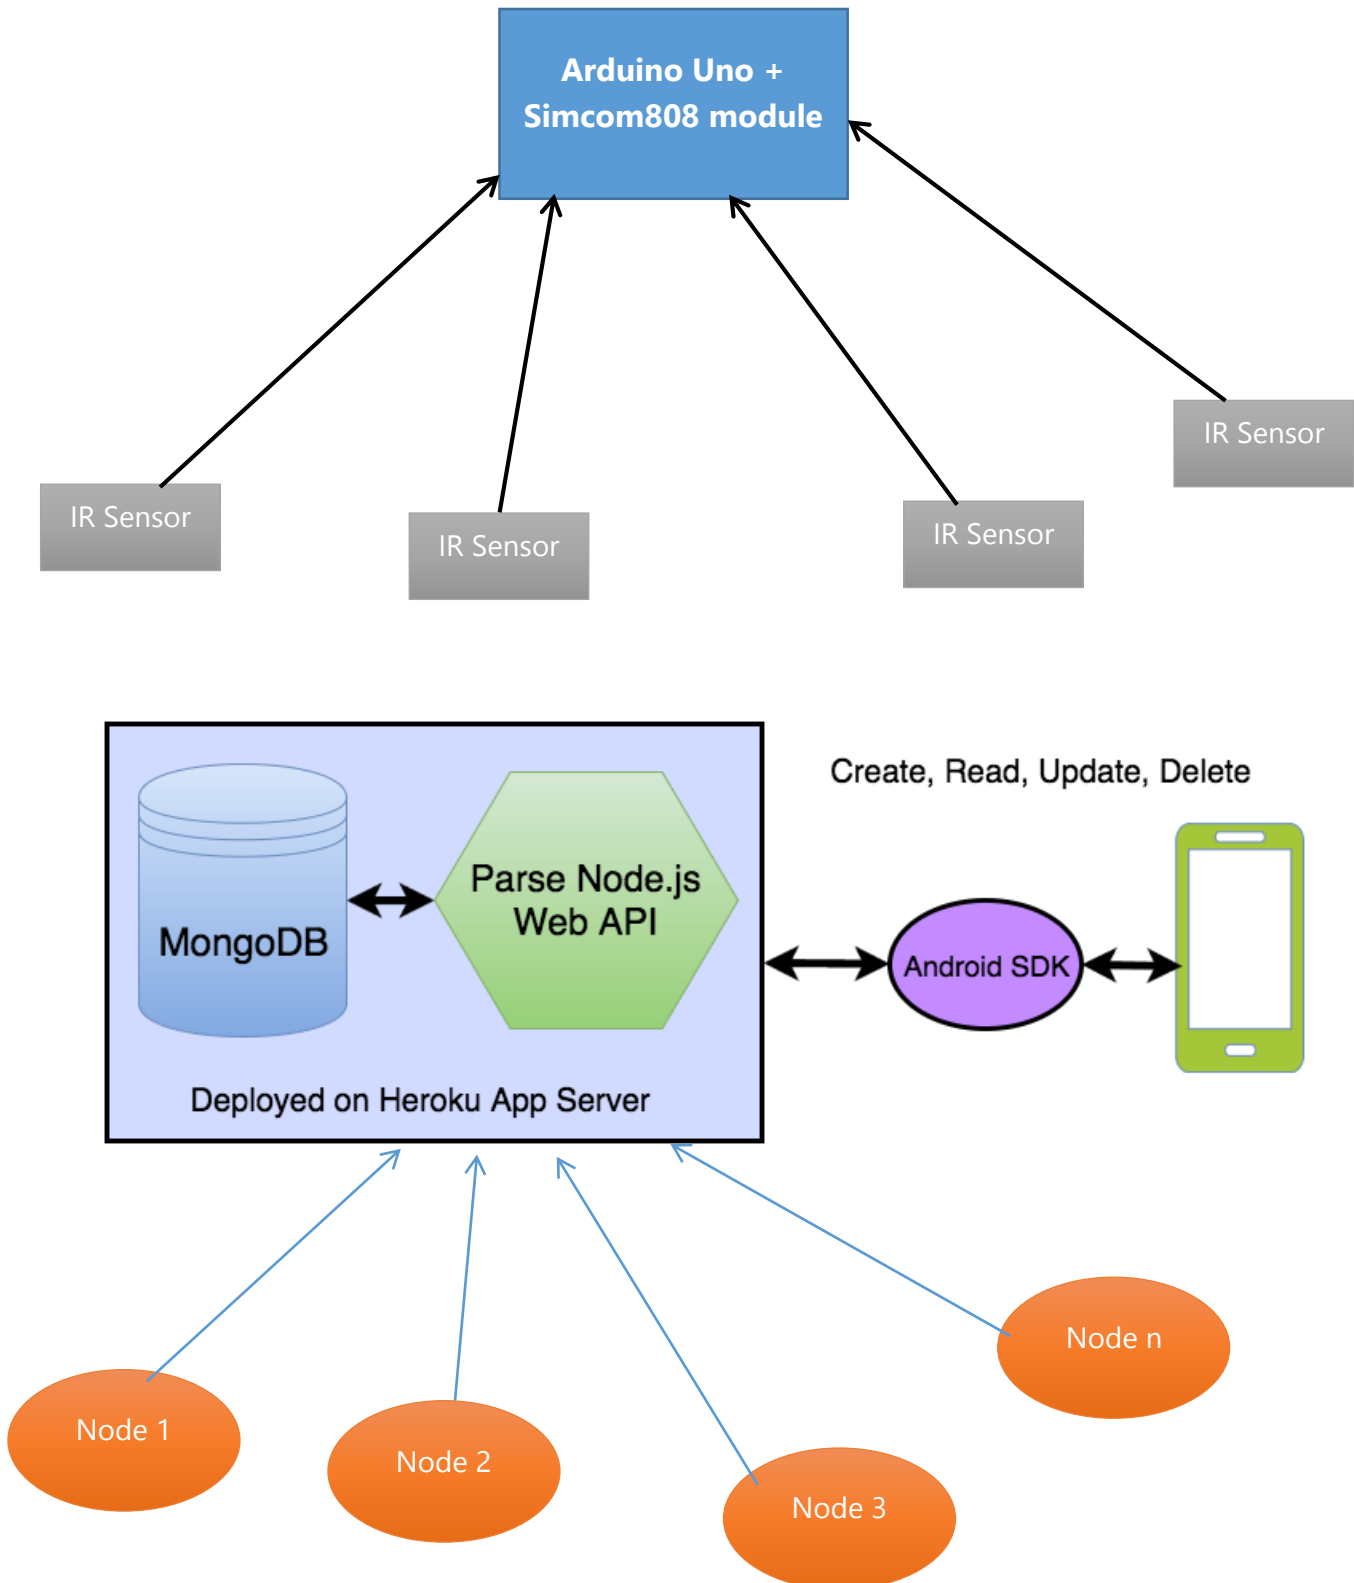 Arduino Uno +
Simcom808 module
IR Sensor
IR Sensor
IR Sensor
IR Sensor
Create, Read, Update, Delete
MongoDB
Parse Node.js
Web API
Android SDK
Deployed on Heroku App Server
Node 1
Node 2
Node 3
Node n